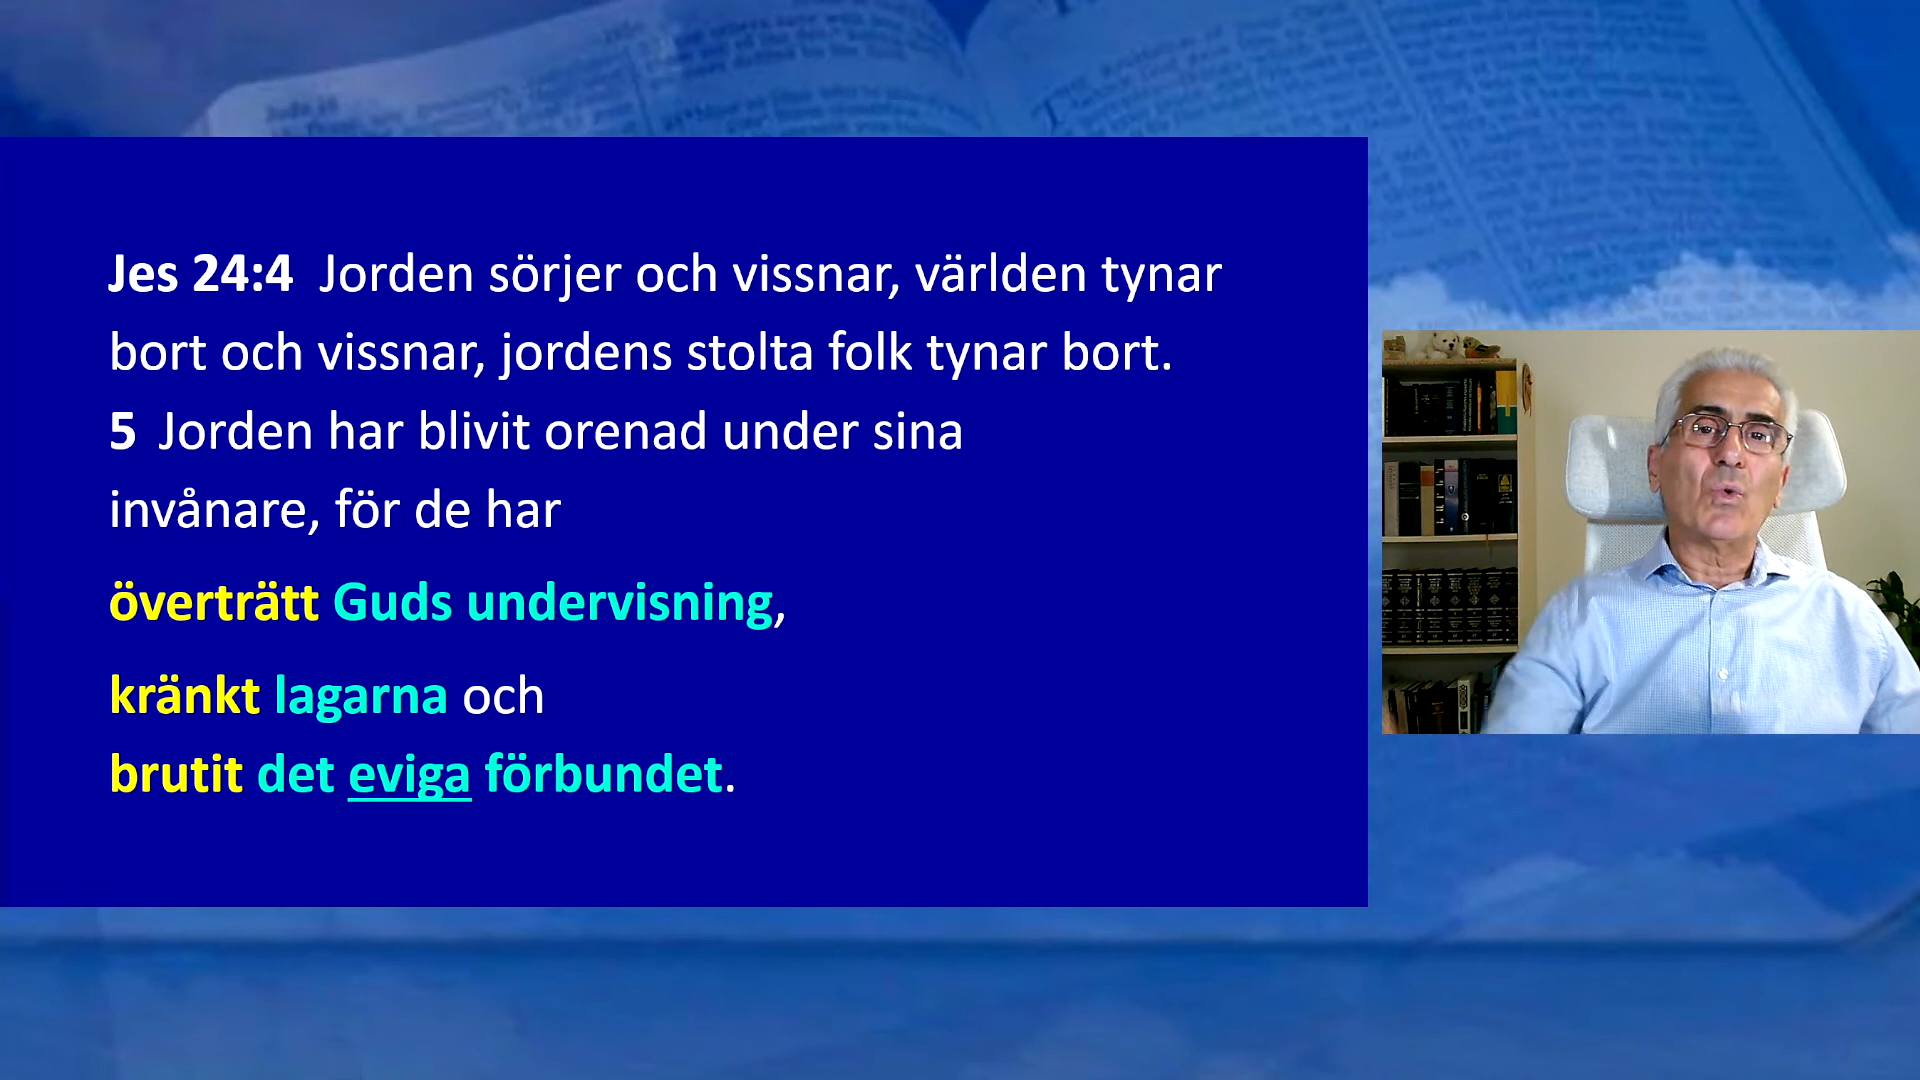 Jes 24:4 Jorden sörjer och vissnar, världen tynar
bort och vissnar, jordens stolta folk tynar bort.
5 Jorden har blivit orenad under sina
invånare, för de har
överträtt Guds undervisning,
kränkt lagarna och
brutit det eviga förbundet.